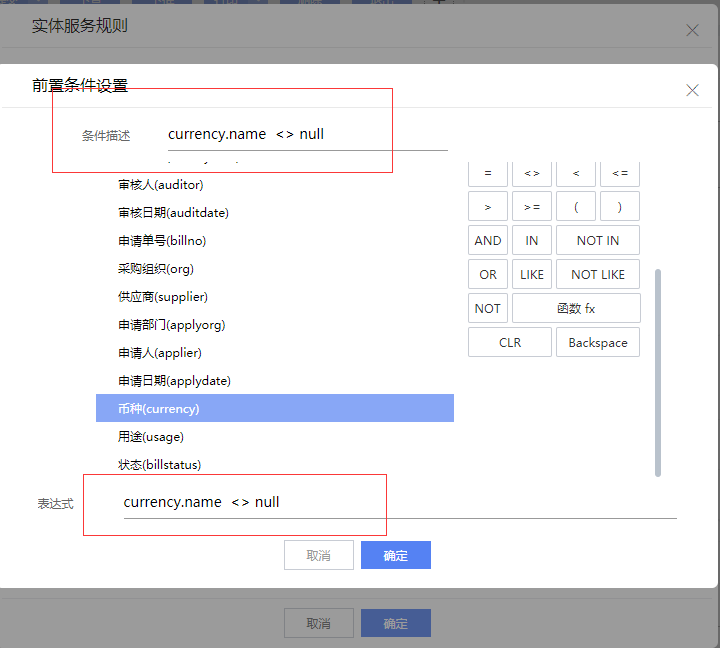 实体服务规则
前置条件设置
条件描述 currency.name <> null
审核人(auditor)
审核日期(auditdate)
申请单号(billno)
采购组织(org)
供应商(supplier)
申请部门(applyorg)
申请人(applier)
申请日期(applydate)
币种(currency)
用途(usage)
状态(billstatus)
= <> < <=
> >= ( )
AND IN NOT IN
OR LIKE NOT LIKE
NOT 函数 fx
CLR Backspace
表达式 currency.name <> null
取消 确定
取消 确定